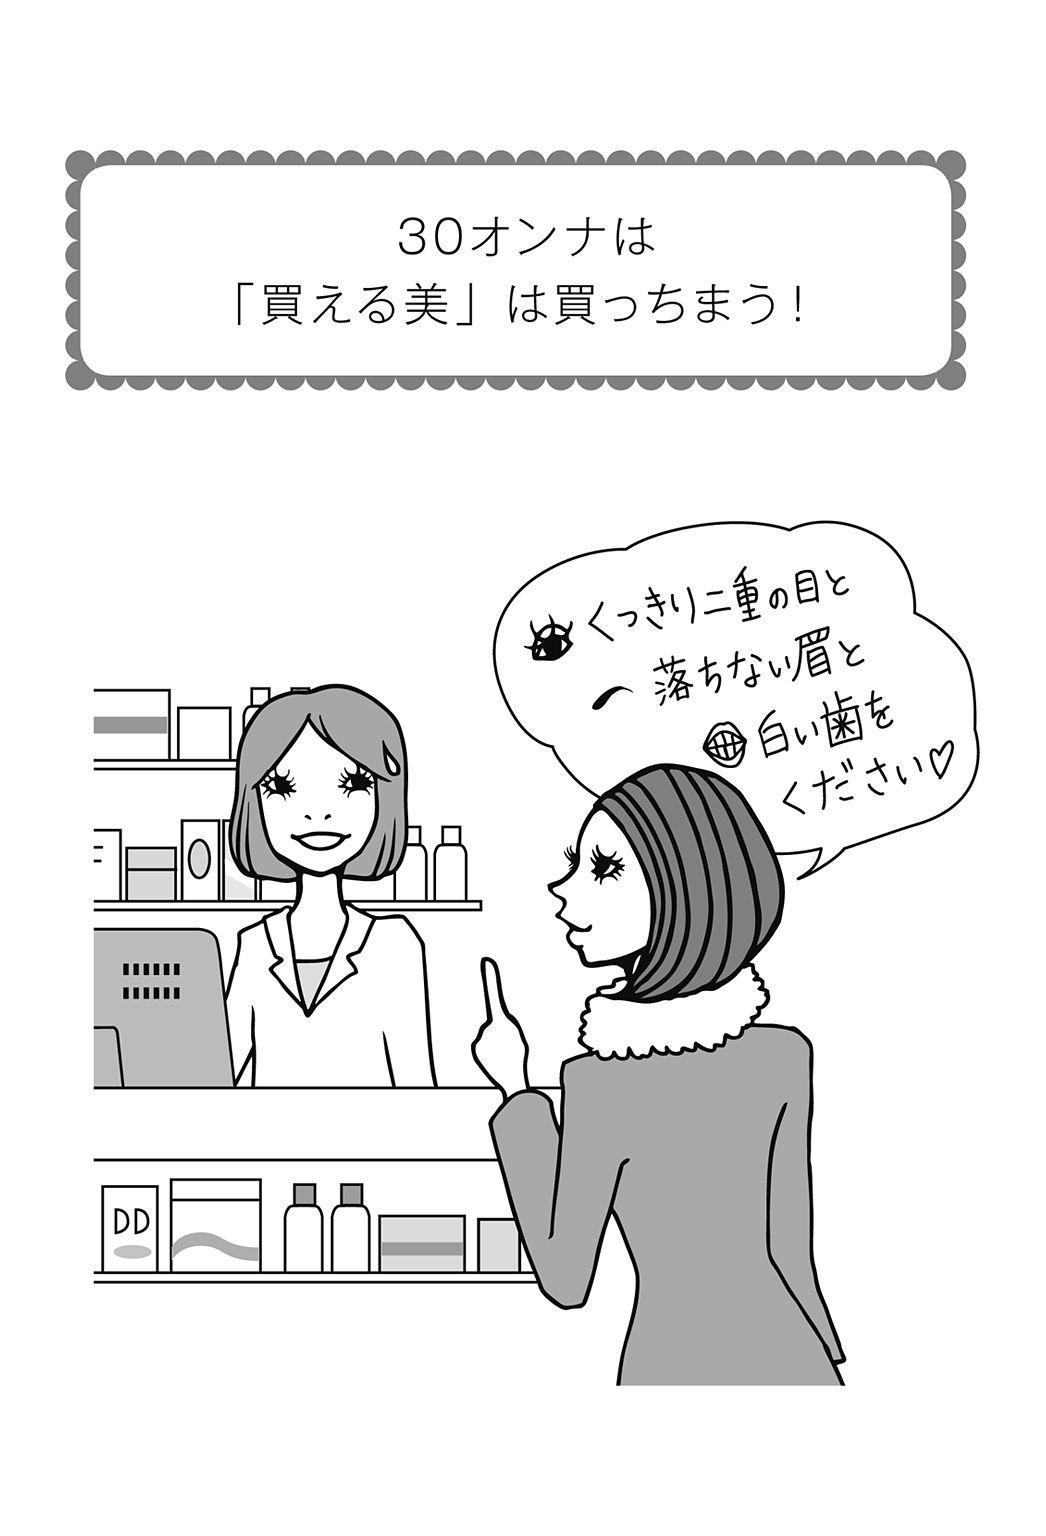 30オンナは
「買える美」は買っちまう！
くっきり二重の目と
落ちない眉と
白い歯を
ください♡
DD